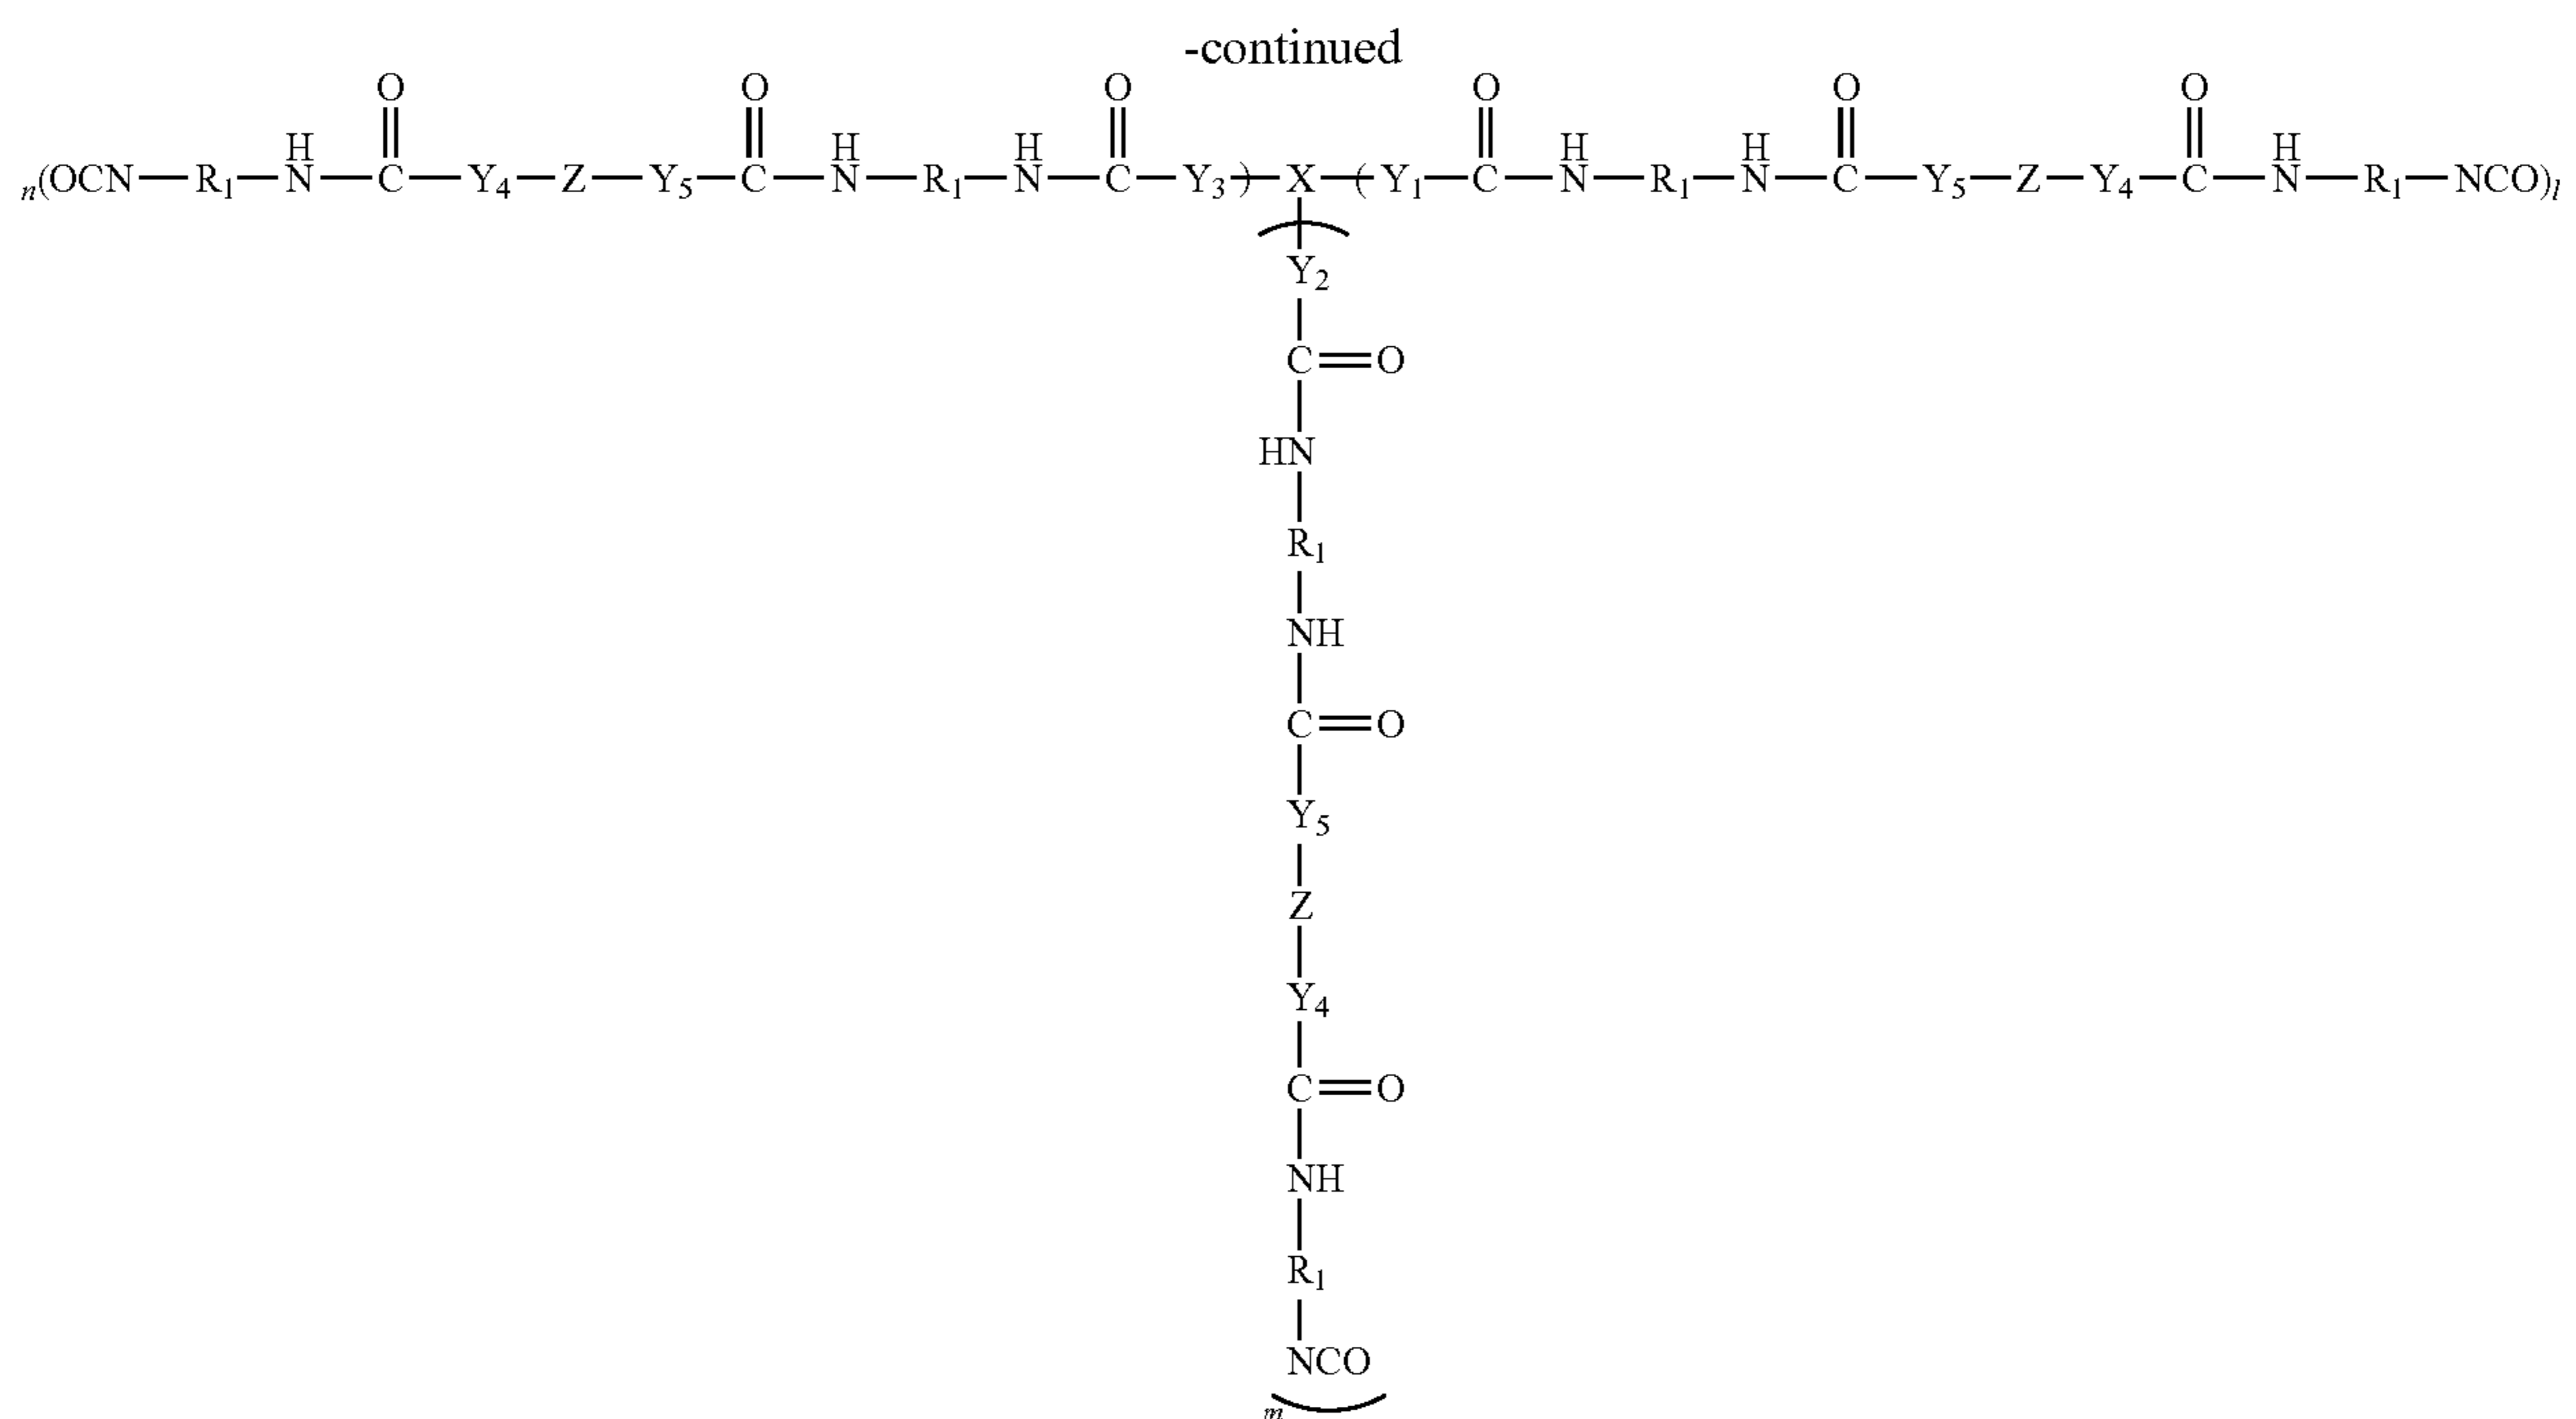 -continued
O O O O O O
H H H H H H
n(OCN—R1—N—C—Y4—Z—Y5—C—N—R1—N—C—Y3)—X—(Y1—C—N—R1—N—C—Y5—Z—Y4—C—N—R1—NCO)l
Y2
C=O
HN
R1
NH
C=O
Y5
Z
Y4
C=O
NH
R1
NCO
m